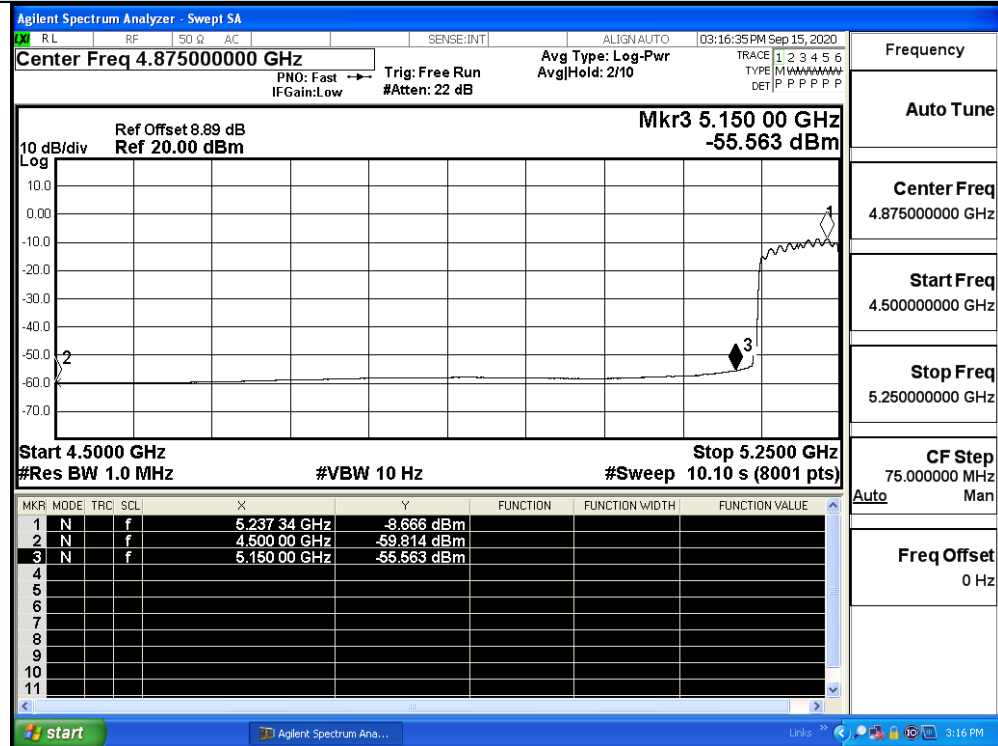 Agilent Spectrum Analyzer - Swept SA
LXI RL RF 50 Ω AC SENSE:INT ALIGN AUTO 03:16:35 PM Sep 15, 2020
Center Freq 4.875000000 GHz
PNO: Fast
IFGain:Low
Trig: Free Run
#Atten: 22 dB
Avg Type: Log-Pwr
Avg|Hold: 2/10
TRACE 1 2 3 4 5 6
TYPE M W W W W W
DET P P P P P P
Mkr3 5.150 00 GHz
-55.563 dBm
Ref Offset 8.89 dB
Ref 20.00 dBm
10 dB/div
Log
10.0
0.00
-10.0
-20.0
-30.0
-40.0
-50.0
-60.0
-70.0
1
2
3
Start 4.5000 GHz Stop 5.2500 GHz
#Res BW 1.0 MHz #VBW 10 Hz #Sweep 10.10 s (8001 pts)
MKR MODE TRC SCL X Y FUNCTION FUNCTION WIDTH FUNCTION VALUE
1 N f 5.237 34 GHz -8.666 dBm
2 N f 4.500 00 GHz -59.814 dBm
3 N f 5.150 00 GHz -55.563 dBm
4
5
6
7
8
9
10
11
Frequency
Auto Tune
Center Freq
4.875000000 GHz
Start Freq
4.500000000 GHz
Stop Freq
5.250000000 GHz
CF Step
75.000000 MHz
Auto Man
Freq Offset
0 Hz
start Agilent Spectrum Ana... Links » 3:16 PM